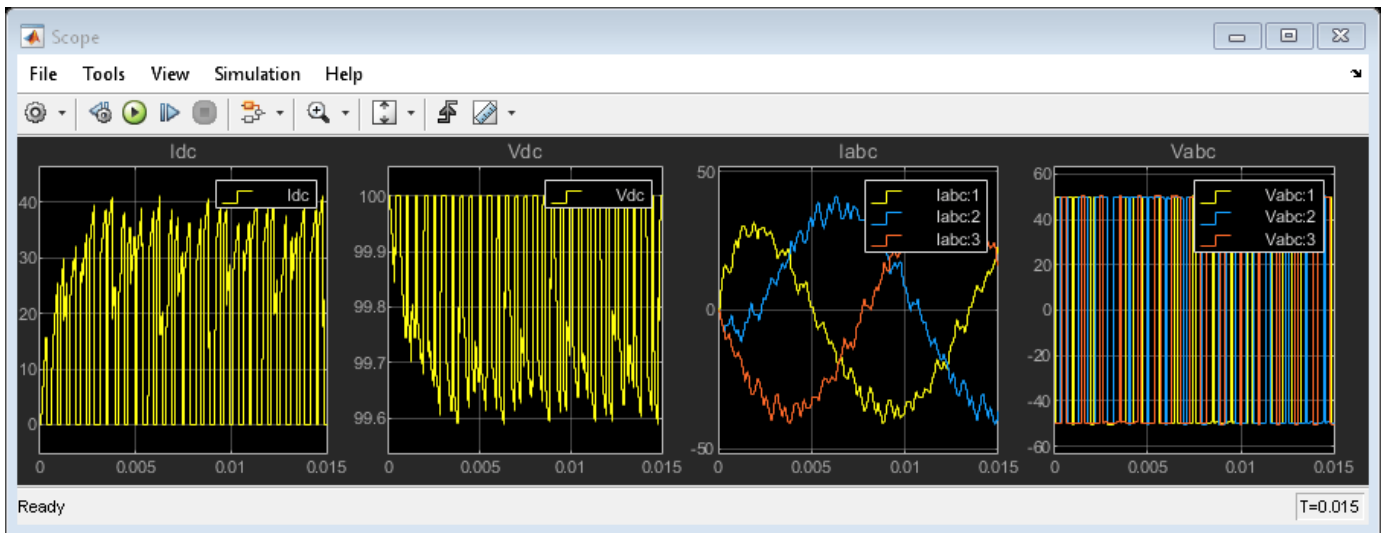 Scope
File Tools View Simulation Help
Idc
Idc
40
30
20
10
0
0 0.005 0.01 0.015
Vdc
Vdc
100
99.9
99.8
99.7
99.6
0 0.005 0.01 0.015
Iabc
Iabc:1
Iabc:2
Iabc:3
50
0
-50
0 0.005 0.01 0.015
Vabc
Vabc:1
Vabc:2
Vabc:3
60
40
20
0
-20
-40
-60
0 0.005 0.01 0.015
Ready T=0.015